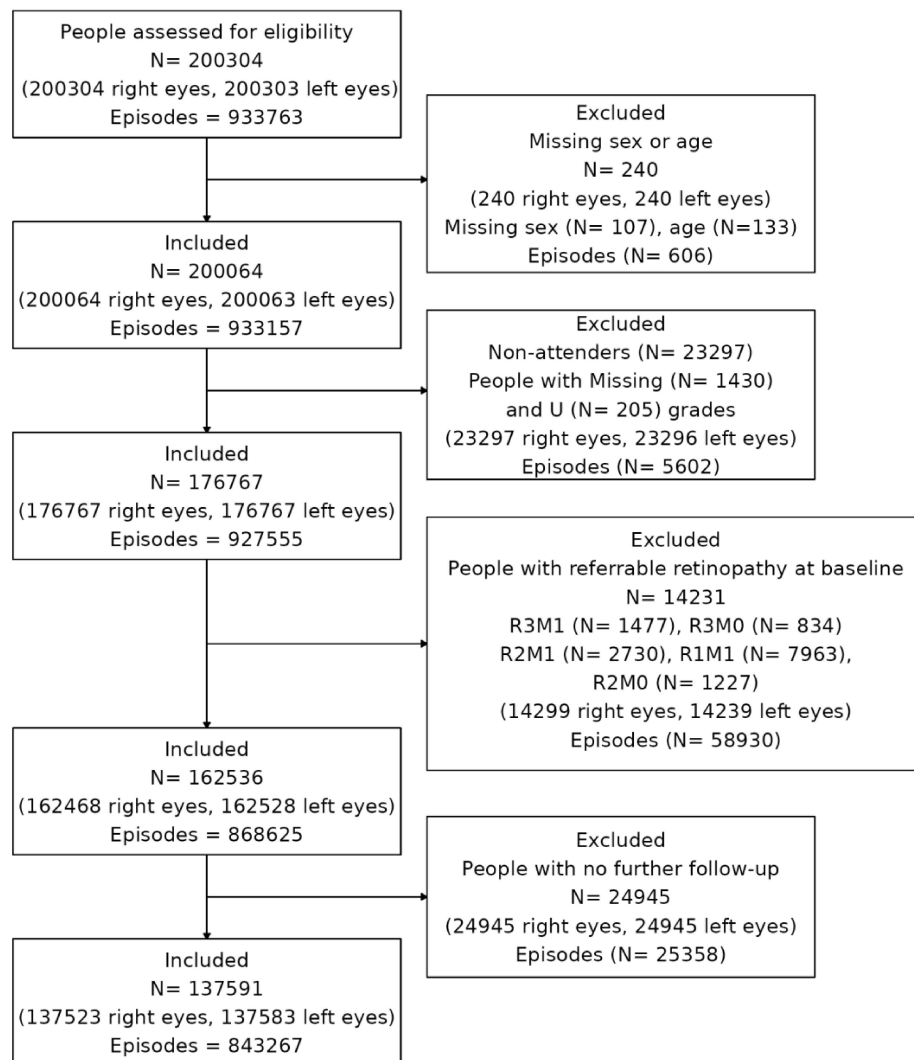 People assessed for eligibility
N= 200304
(200304 right eyes, 200303 left eyes)
Episodes = 933763
Excluded
Missing sex or age
N= 240
(240 right eyes, 240 left eyes)
Missing sex (N= 107), age (N=133)
Episodes (N= 606)
Included
N= 200064
(200064 right eyes, 200063 left eyes)
Episodes = 933157
Excluded
Non-attenders (N= 23297)
People with Missing (N= 1430)
and U (N= 205) grades
(23297 right eyes, 23296 left eyes)
Episodes (N= 5602)
Included
N= 176767
(176767 right eyes, 176767 left eyes)
Episodes = 927555
Excluded
People with referrable retinopathy at baseline
N= 14231
R3M1 (N= 1477), R3M0 (N= 834)
R2M1 (N= 2730), R1M1 (N= 7963),
R2M0 (N= 1227)
(14299 right eyes, 14239 left eyes)
Episodes (N= 58930)
Included
N= 162536
(162468 right eyes, 162528 left eyes)
Episodes = 868625
Excluded
People with no further follow-up
N= 24945
(24945 right eyes, 24945 left eyes)
Episodes (N= 25358)
Included
N= 137591
(137523 right eyes, 137583 left eyes)
Episodes = 843267